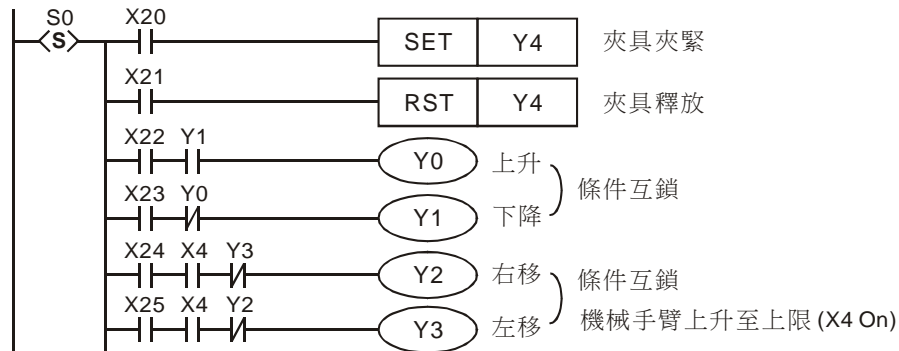 S0 X20
S SET Y4 夾具夾緊
X21
RST Y4 夾具釋放
X22 Y1
Y0 上升
條件互鎖
X23 Y0
Y1 下降
X24 X4 Y3
Y2 右移
條件互鎖
X25 X4 Y2
機械手臂上升至上限 (X4 On)
Y3 左移